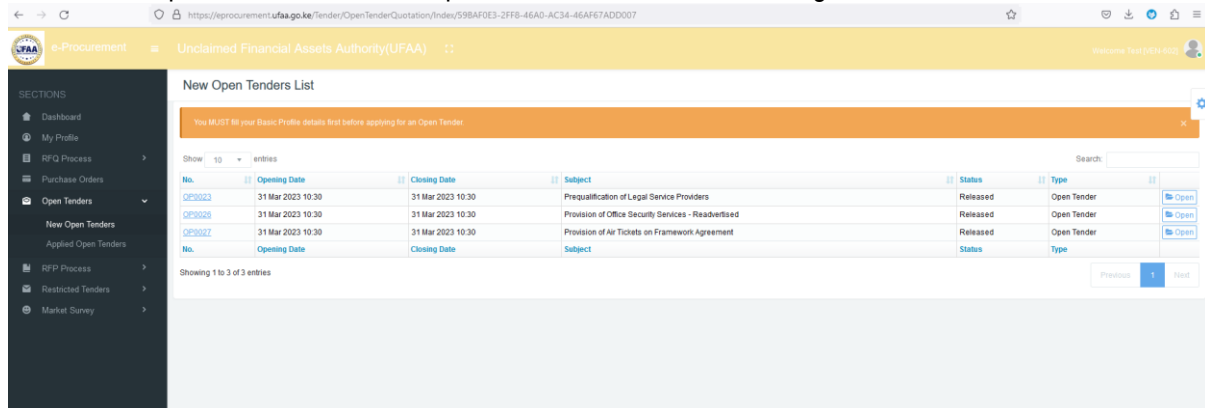 https://eprocurement.ufaa.go.ke/Tender/OpenTenderQuotation/Index/59BAF0E3-2FFB-46A0-AC34-46AF67ADD007
UFAA e-Procurement Unclaimed Financial Assets Authority(UFAA)
SECTIONS
Dashboard
My Profile
RFQ Process
Purchase Orders
Open Tenders
New Open Tenders
Applied Open Tenders
RFP Process
Restricted Tenders
Market Survey
New Open Tenders List
You MUST fill your Basic Profile details first before applying for an Open Tender.
Show 10 entries Search:
No. Opening Date Closing Date Subject Status Type
OP0023 31 Mar 2023 10:30 31 Mar 2023 10:30 Prequalification of Legal Service Providers Released Open Tender Open
OP0026 31 Mar 2023 10:30 31 Mar 2023 10:30 Provision of Office Security Services - Readvertised Released Open Tender Open
OP0027 31 Mar 2023 10:30 31 Mar 2023 10:30 Provision of Air Tickets on Framework Agreement Released Open Tender Open
No. Opening Date Closing Date Subject Status Type
Showing 1 to 3 of 3 entries Previous 1 Next